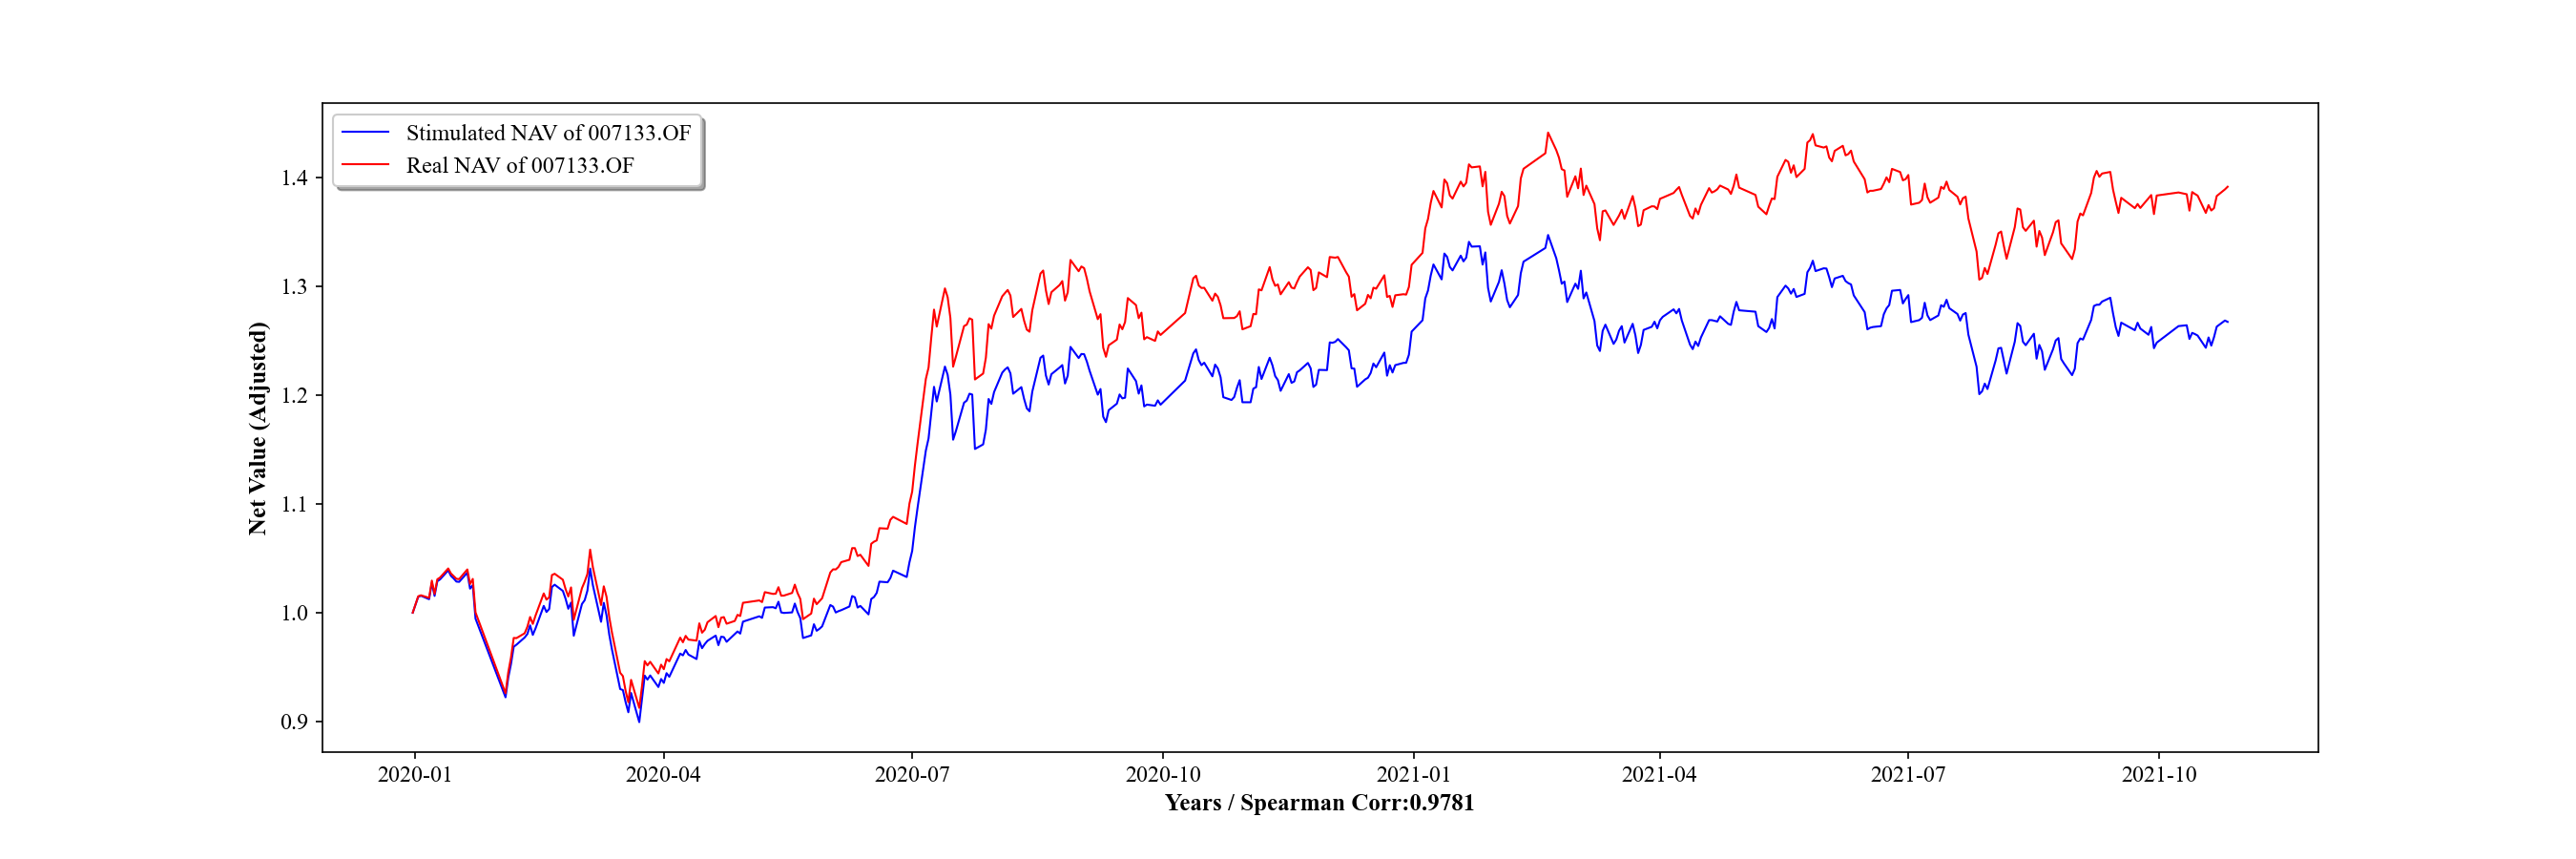 Stimulated NAV of 007133.OF
Real NAV of 007133.OF
Net Value (Adjusted)
1.4
1.3
1.2
1.1
1.0
0.9
2020-01 2020-04 2020-07 2020-10 2021-01 2021-04 2021-07 2021-10
Years / Spearman Corr:0.9781